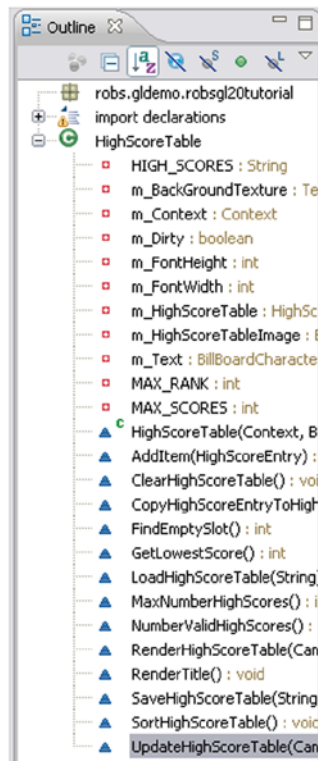 Outline
robs.gldemo.robsgl20tutorial
import declarations
HighScoreTable
HIGH_SCORES : String
m_BackGroundTexture : Te
m_Context : Context
m_Dirty : boolean
m_FontHeight : int
m_FontWidth : int
m_HighScoreTable : HighSc
m_HighScoreTableImage : B
m_Text : BillBoardCharacte
MAX_RANK : int
MAX_SCORES : int
HighScoreTable(Context, B
AddItem(HighScoreEntry) :
ClearHighScoreTable() : voi
CopyHighScoreEntryToHigh
FindEmptySlot() : int
GetLowestScore() : int
LoadHighScoreTable(String)
MaxNumberHighScores() : i
NumberValidHighScores() :
RenderHighScoreTable(Can
RenderTitle() : void
SaveHighScoreTable(String
SortHighScoreTable() : voic
UpdateHighScoreTable(Can